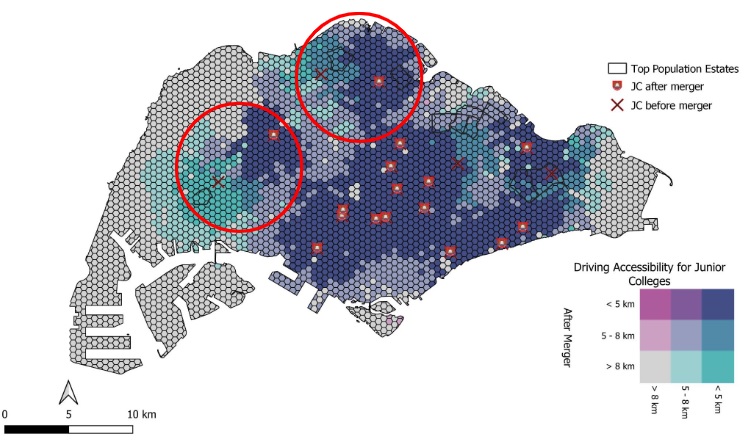 Top Population Estates
JC after merger
JC before merger
Driving Accessibility for Junior
Colleges
After Merger
< 5 km
5 - 8 km
> 8 km
> 8 km
5 - 8 km
< 5 km
0 5 10 km